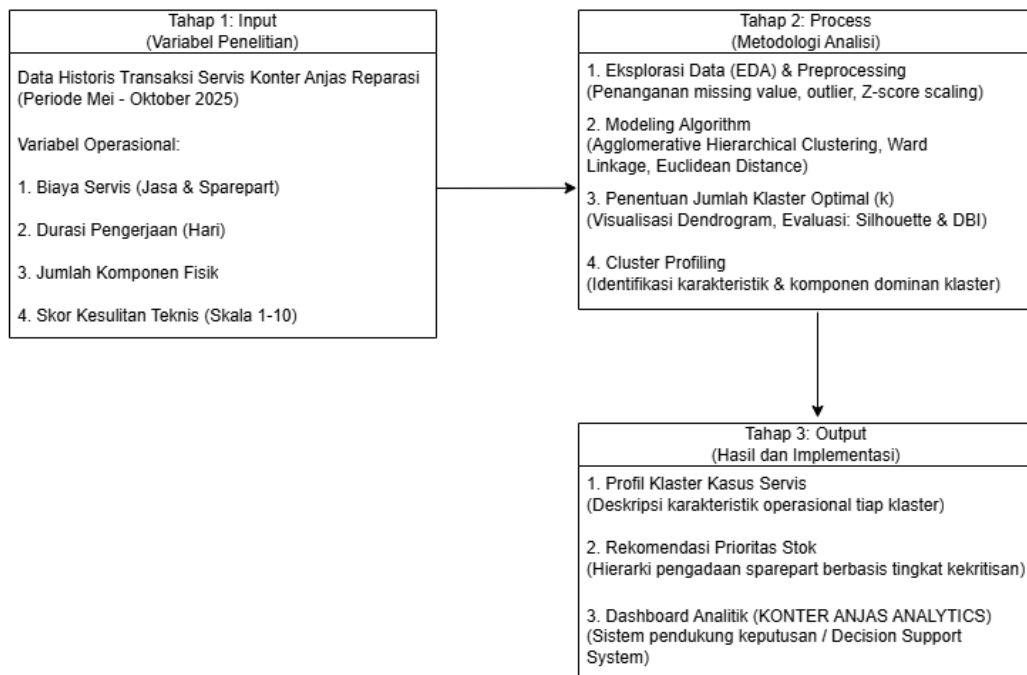 Tahap 1: Input
(Variabel Penelitian)
Data Historis Transaksi Servis Konter Anjas Reparasi
(Periode Mei - Oktober 2025)
Variabel Operasional:
1. Biaya Servis (Jasa & Sparepart)
2. Durasi Pengerjaan (Hari)
3. Jumlah Komponen Fisik
4. Skor Kesulitan Teknis (Skala 1-10)
Tahap 2: Process
(Metodologi Analisi)
1. Eksplorasi Data (EDA) & Preprocessing
(Penanganan missing value, outlier, Z-score scaling)
2. Modeling Algorithm
(Agglomerative Hierarchical Clustering, Ward
Linkage, Euclidean Distance)
3. Penentuan Jumlah Klaster Optimal (k)
(Visualisasi Dendrogram, Evaluasi: Silhouette & DBI)
4. Cluster Profiling
(Identifikasi karakteristik & komponen dominan klaster)
Tahap 3: Output
(Hasil dan Implementasi)
1. Profil Klaster Kasus Servis
(Deskripsi karakteristik operasional tiap klaster)
2. Rekomendasi Prioritas Stok
(Hierarki pengadaan sparepart berbasis tingkat kekritisan)
3. Dashboard Analitik (KONTER ANJAS ANALYTICS)
(Sistem pendukung keputusan / Decision Support
System)